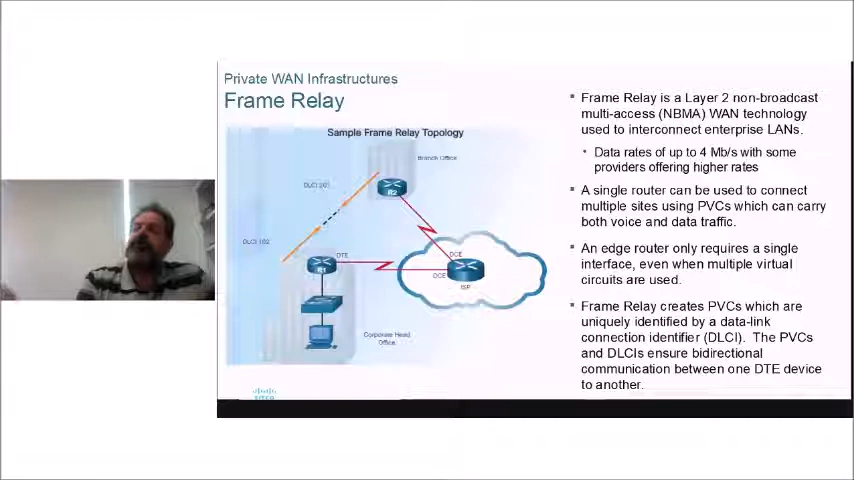 Private WAN Infrastructures
Frame Relay
Sample Frame Relay Topology
Branch Office
DLCI 201
R2
DLCI 102
DTE
R1
DCE
DCE
ISP
Corporate Head
Office
Frame Relay is a Layer 2 non-broadcast
multi-access (NBMA) WAN technology
used to interconnect enterprise LANs.
Data rates of up to 4 Mb/s with some
providers offering higher rates
A single router can be used to connect
multiple sites using PVCs which can carry
both voice and data traffic.
An edge router only requires a single
interface, even when multiple virtual
circuits are used.
Frame Relay creates PVCs which are
uniquely identified by a data-link
connection identifier (DLCI).  The PVCs
and DLCIs ensure bidirectional
communication between one DTE device
to another.